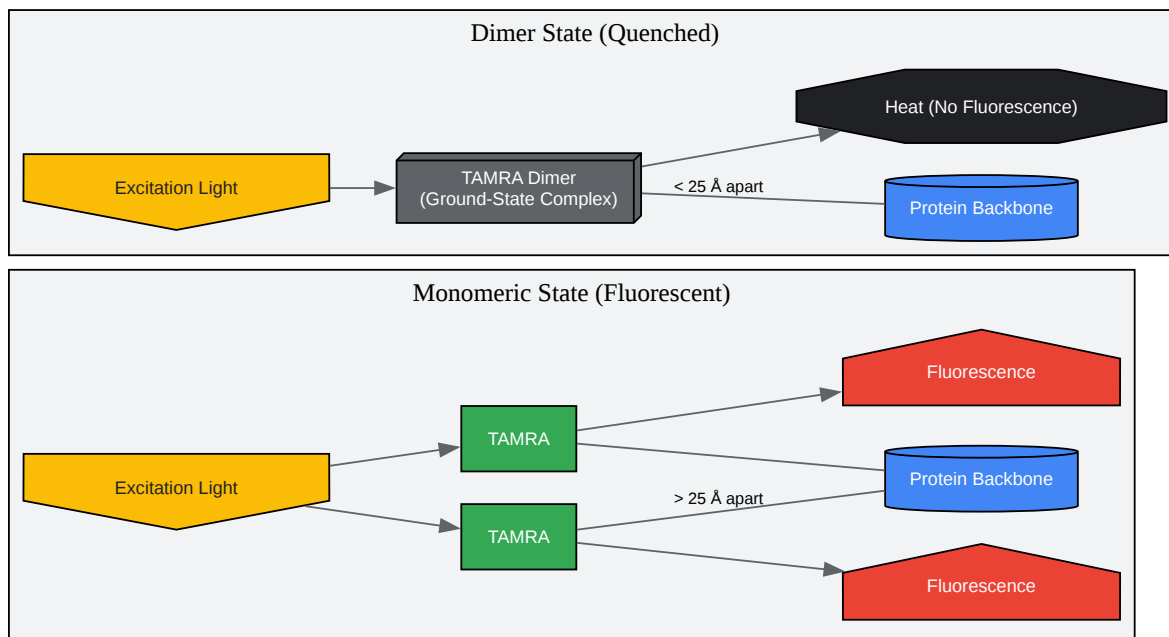 Dimer State (Quenched)
Heat (No Fluorescence)
Excitation Light
TAMRA Dimer
(Ground-State Complex)
< 25 Å apart
Protein Backbone
Monomeric State (Fluorescent)
Fluorescence
TAMRA
Excitation Light
Protein Backbone
> 25 Å apart
TAMRA
Fluorescence